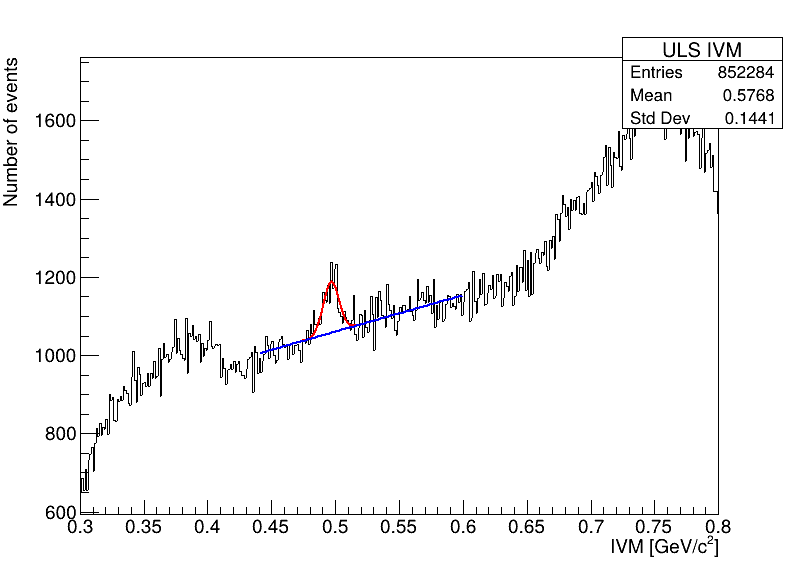 ULS IVM
Entries 852284
Mean 0.5768
Std Dev 0.1441
Number of events
1600
1400
1200
1000
800
600
0.3 0.35 0.4 0.45 0.5 0.55 0.6 0.65 0.7 0.75 0.8
IVM [GeV/c²]